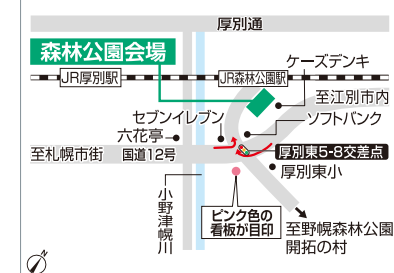 厚別通
森林公園会場
ケーズデンキ
JR厚別駅
JR森林公園駅
至江別市内
セブンイレブン
ソフトバンク
六花亭
至札幌市街
国道12号
厚別東5-8交差点
厚別東小
小野津幌川
ピンク色の
看板が目印
至野幌森林公園
開拓の村